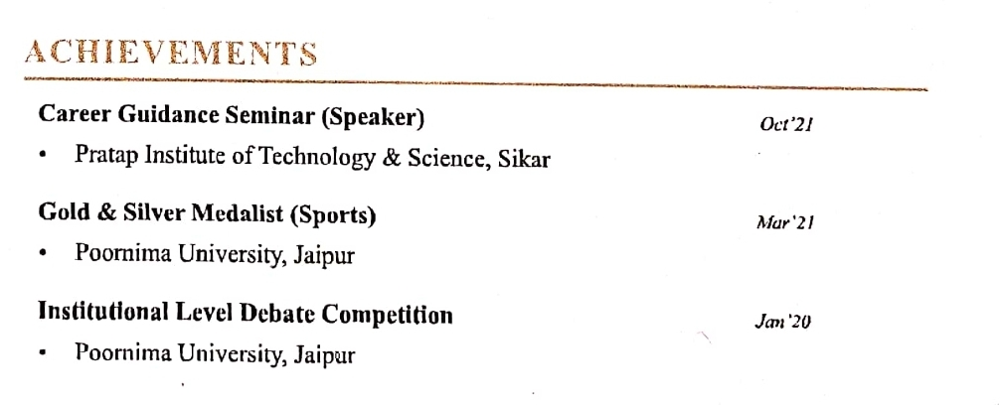 ACHIEVEMENTS
Career Guidance Seminar (Speaker) Oct'21
• Pratap Institute of Technology & Science, Sikar
Gold & Silver Medalist (Sports) Mar'21
• Poornima University, Jaipur
Institutional Level Debate Competition Jan'20
• Poornima University, Jaipur